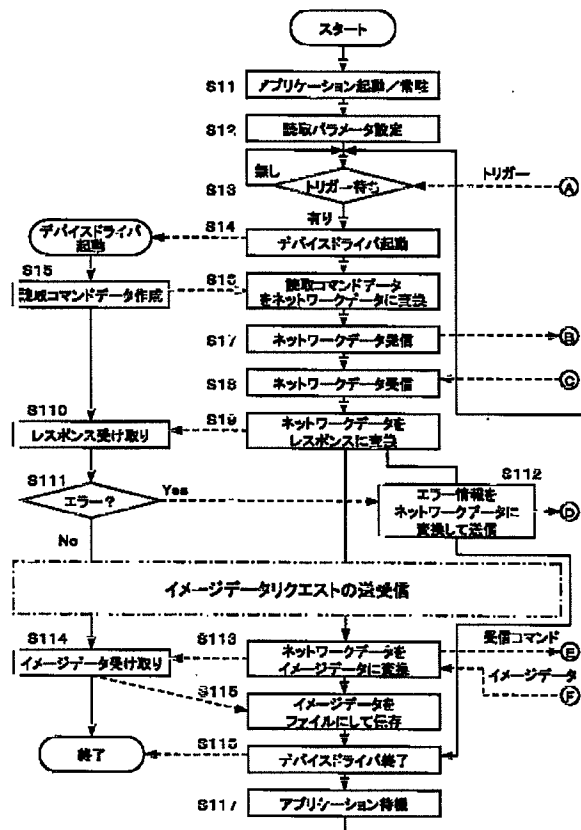 スタート
S11
アプリケーション起動／常駐
S12
読取パラメータ設定
無し
S13
トリガー待ち
トリガー
A
有り
デバイスドライバ
起動
S14
デバイスドライバ起動
S15
読取コマンドデータ作成
S16
読取コマンドデータ
をネットワークデータに変換
S17
ネットワークデータ発信
B
S18
ネットワークデータ受信
C
S110
レスポンス受け取り
S19
ネットワークデータを
レスポンスに変換
S111
エラー？
Yes
No
S112
エラー情報を
ネットワークデータに
変換して送信
D
イメージデータリクエストの送受信
S114
イメージデータ受け取り
S113
ネットワークデータを
イメージデータに変換
受信コマンド
E
イメージデータ
F
S115
イメージデータを
ファイルにして保存
終了
S116
デバイスドライバ終了
S117
アプリケーション待機